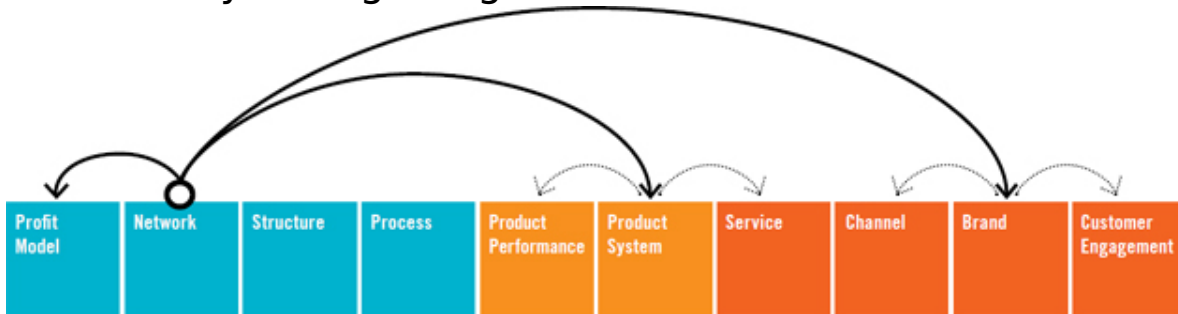 Profit
Model
Network
Structure
Process
Product
Performance
Product
System
Service
Channel
Brand
Customer
Engagement